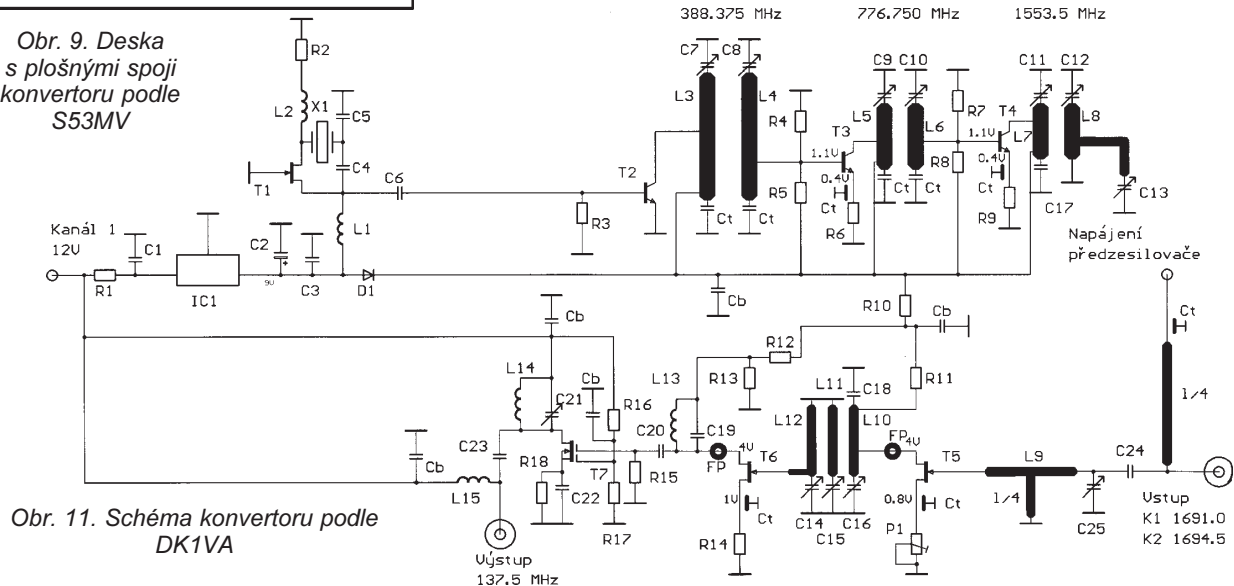 388.375 MHz
776.750 MHz
1553.5 MHz
Obr. 9. Deska
s plošnými spoji
konvertoru podle
S53MV
R2
L2
X1
C5
C4
T1
C6
L1
R3
T2
C7
C8
L3
L4
Ct
Ct
R4
R5
1.1V
T3
0.4V
Ct
R6
C9
C10
L5
L6
Ct
Ct
R7
R8
1.1V
T4
0.4V
Ct
R9
C11
C12
L7
L8
C17
C13
Kanál 1
12V
R1
C1
IC1
C2
+
9V
C3
D1
Cb
R10
Cb
Napájení
předzesilovače
Ct
l/4
Cb
L14
C21
Cb
R16
C23
R18
T7
C22
R17
R15
C20
L13
C19
R13
R12
FP
4V
T6
1V
Ct
R14
L12
L11
L10
C18
R11
C14
C15
C16
FP
4V
T5
0.8V
Ct
P1
L9
l/4
C25
C24
Vstup
K1 1691.0
K2 1694.5
Cb
L15
Výstup
137.5 MHz
Obr. 11. Schéma konvertoru podle
DK1VA